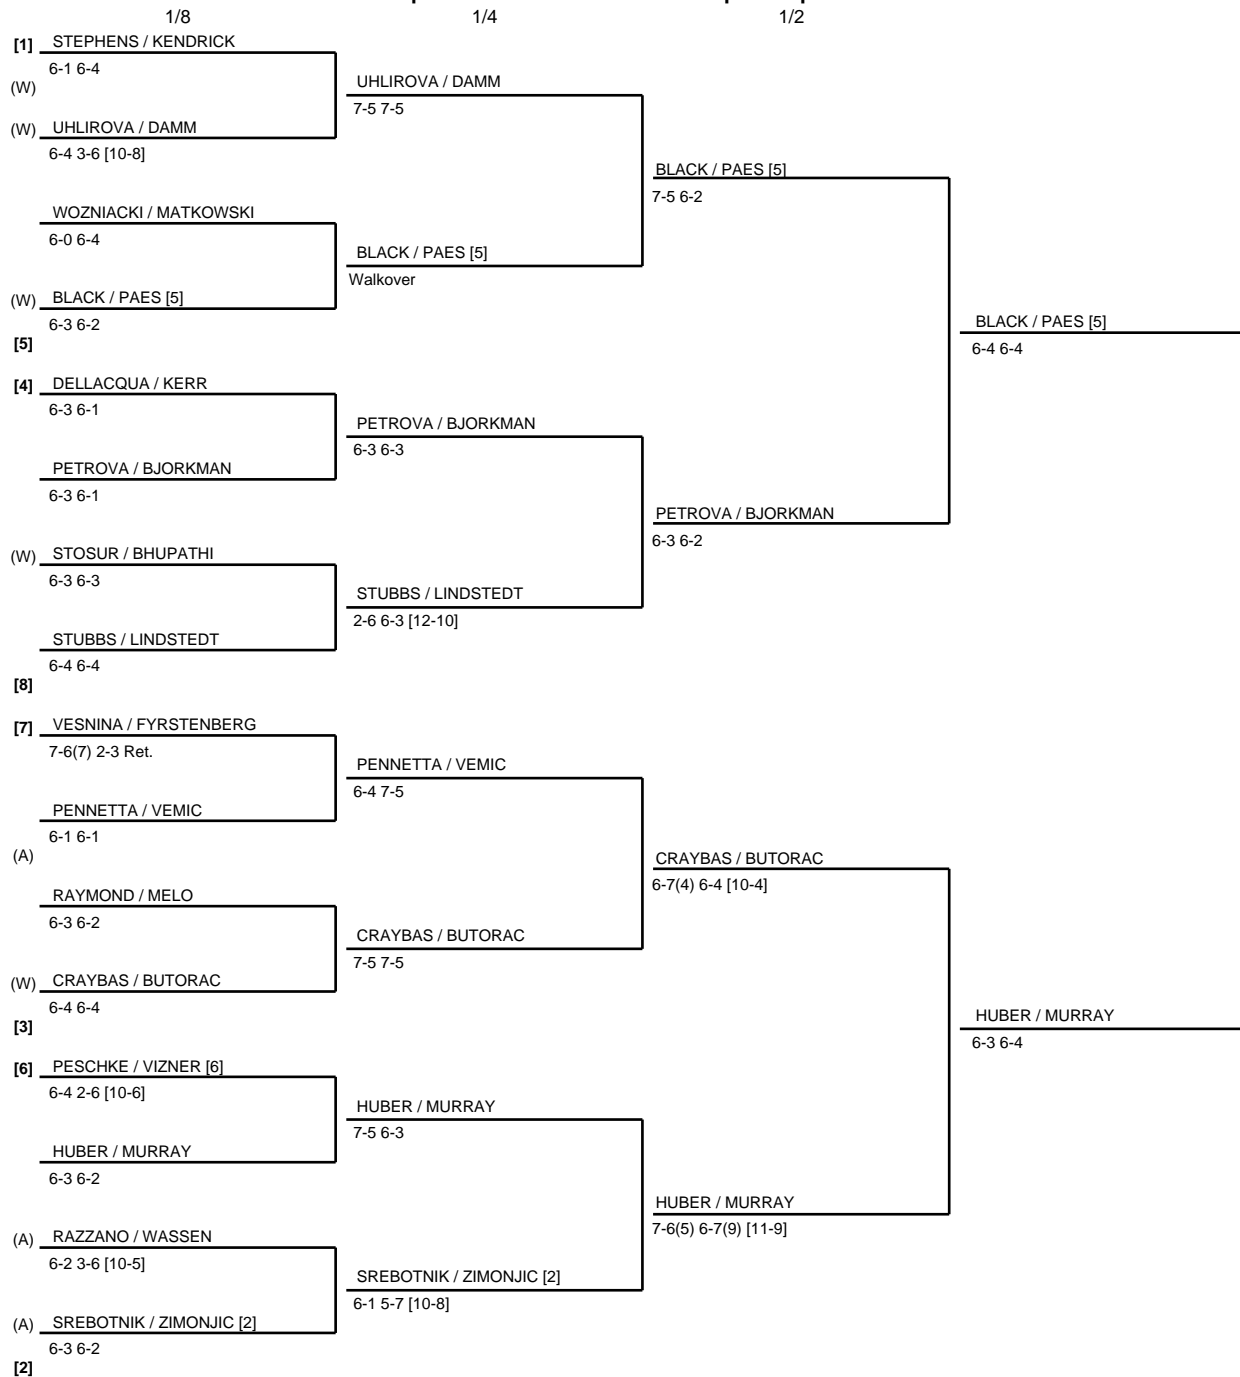 1/8
1/4
1/2
[1] STEPHENS / KENDRICK
6-1 6-4
(W)
UHLIROVA / DAMM
7-5 7-5
(W) UHLIROVA / DAMM
6-4 3-6 [10-8]
BLACK / PAES [5]
7-5 6-2
WOZNIACKI / MATKOWSKI
6-0 6-4
BLACK / PAES [5]
Walkover
(W) BLACK / PAES [5]
6-3 6-2
[5]
BLACK / PAES [5]
6-4 6-4
[4] DELLACQUA / KERR
6-3 6-1
PETROVA / BJORKMAN
6-3 6-3
PETROVA / BJORKMAN
6-3 6-1
PETROVA / BJORKMAN
6-3 6-2
(W) STOSUR / BHUPATHI
6-3 6-3
STUBBS / LINDSTEDT
2-6 6-3 [12-10]
STUBBS / LINDSTEDT
6-4 6-4
[8]
[7] VESNINA / FYRSTENBERG
7-6(7) 2-3 Ret.
PENNETTA / VEMIC
6-4 7-5
PENNETTA / VEMIC
6-1 6-1
(A)
CRAYBAS / BUTORAC
6-7(4) 6-4 [10-4]
RAYMOND / MELO
6-3 6-2
CRAYBAS / BUTORAC
7-5 7-5
(W) CRAYBAS / BUTORAC
6-4 6-4
[3]
HUBER / MURRAY
6-3 6-4
[6] PESCHKE / VIZNER [6]
6-4 2-6 [10-6]
HUBER / MURRAY
7-5 6-3
HUBER / MURRAY
6-3 6-2
HUBER / MURRAY
7-6(5) 6-7(9) [11-9]
(A) RAZZANO / WASSEN
6-2 3-6 [10-5]
SREBOTNIK / ZIMONJIC [2]
6-1 5-7 [10-8]
(A) SREBOTNIK / ZIMONJIC [2]
6-3 6-2
[2]